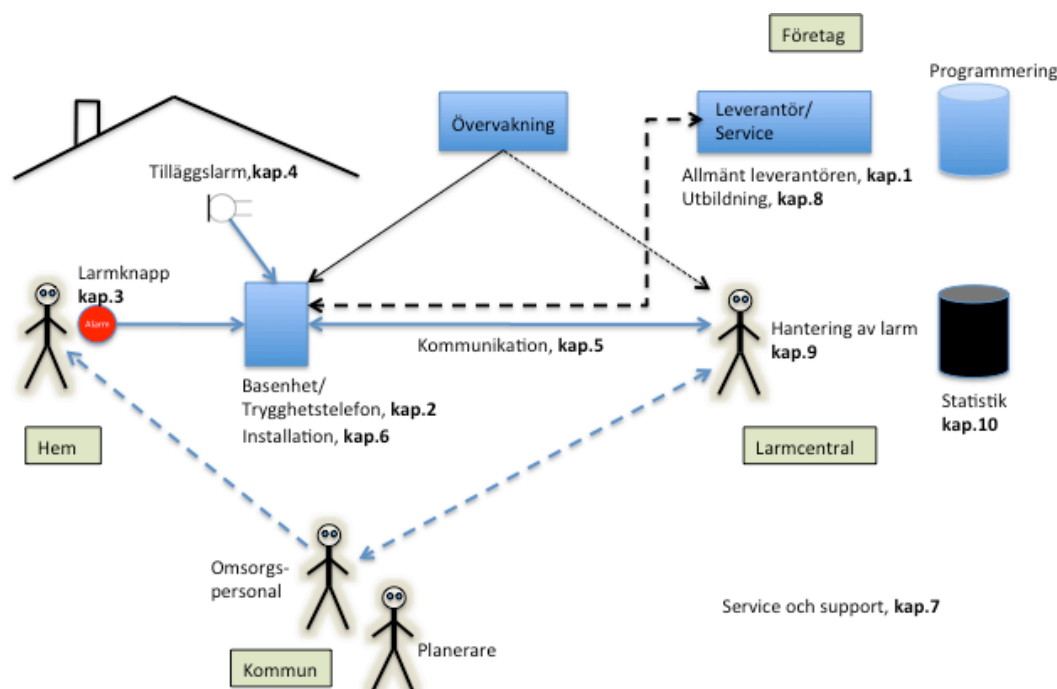 Företag
Programmering
Leverantör/
Service
Övervakning
Allmänt leverantören, kap.1
Utbildning, kap.8
Tilläggslarm,kap.4
Larmknapp
kap.3
Alarm
Kommunikation, kap.5
Hantering av larm
kap.9
Basenhet/
Trygghetstelefon, kap.2
Installation, kap.6
Statistik
kap.10
Hem
Larmcentral
Omsorgs-
personal
Service och support, kap.7
Planerare
Kommun